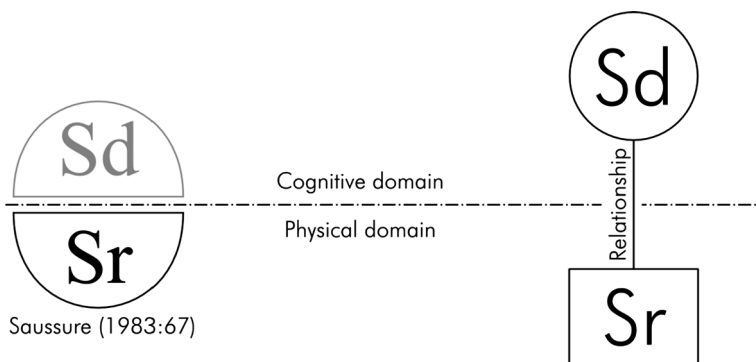 Sd
Sd
Cognitive domain
Relationship
Physical domain
Sr
Sr
Saussure (1983:67)